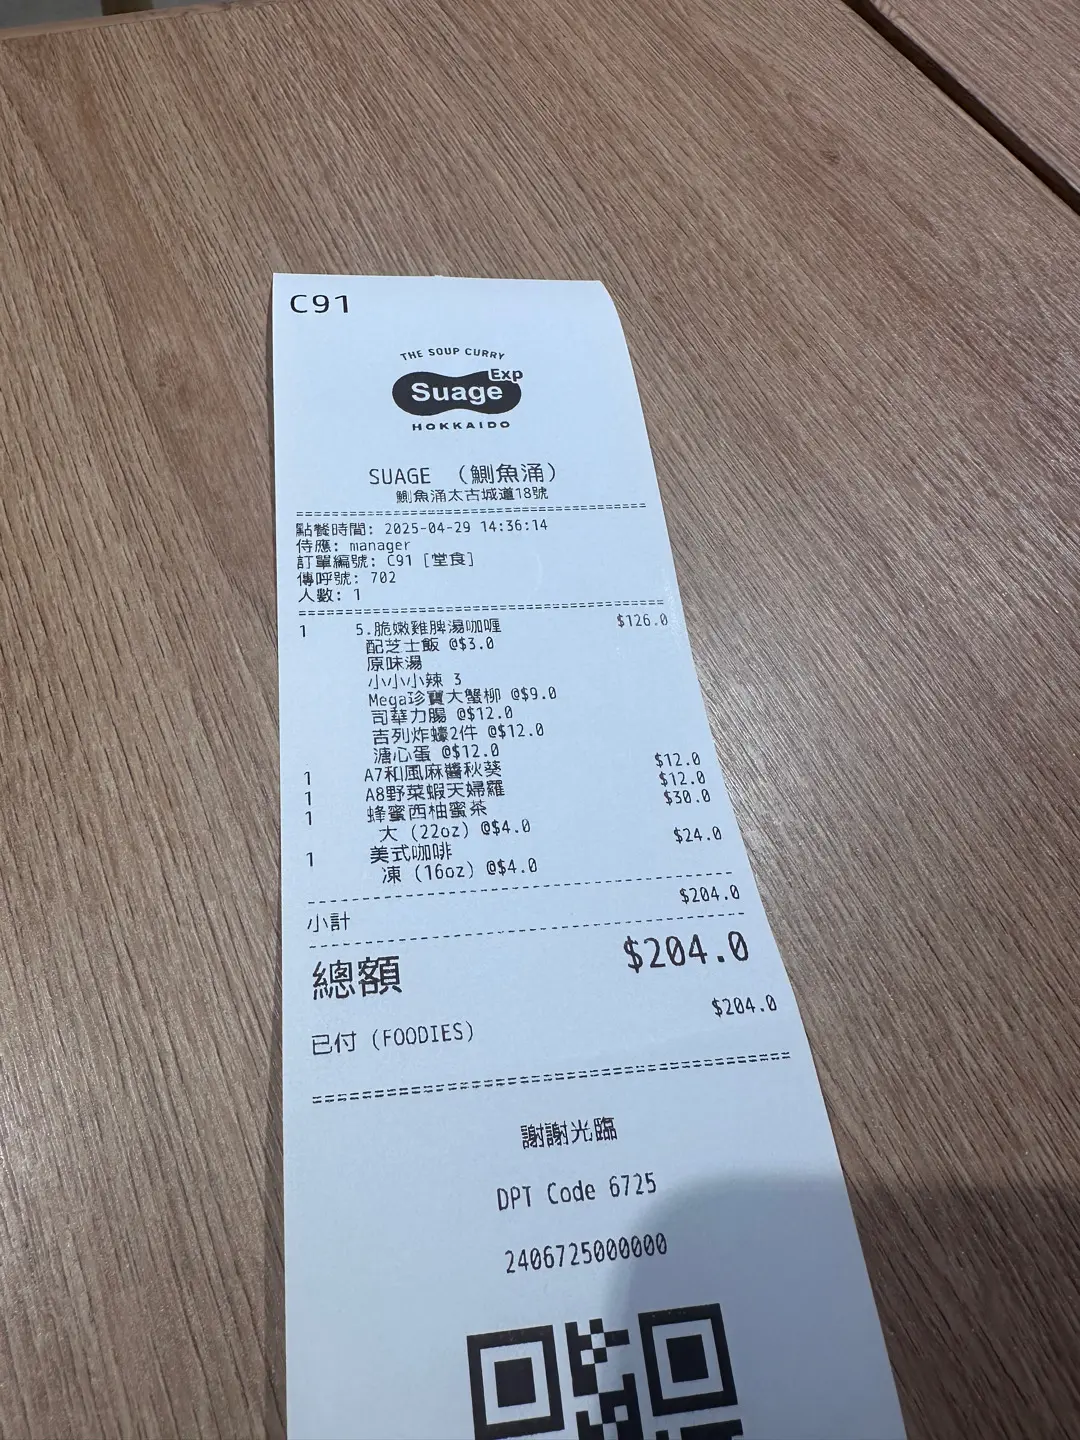 C91
THE SOUP CURRY
Suage Exp
HOKKAIDO
SUAGE （鰂魚涌）
鰂魚涌太古城道18號
點餐時間: 2025-04-29 14:36:14
侍應: manager
訂單編號: C91 [堂食]
傳呼號: 702
人數: 1
1 5.脆嫩雞脾湯咖喱 $126.0
配芝士飯 @$3.0
原味湯
小小小辣 3
Mega珍寶大蟹柳 @$9.0
司華力腸 @$12.0
吉列炸蠔2件 @$12.0
溏心蛋 @$12.0
1 A7和風麻醬秋葵 $12.0
1 A8野菜蝦天婦羅 $12.0
1 蜂蜜西柚蜜茶 $30.0
大 (22oz) @$4.0
1 美式咖啡 $24.0
凍 (16oz) @$4.0
小計 $204.0
總額 $204.0
已付 (FOODIES) $204.0
謝謝光臨
DPT Code 6725
2406725000000